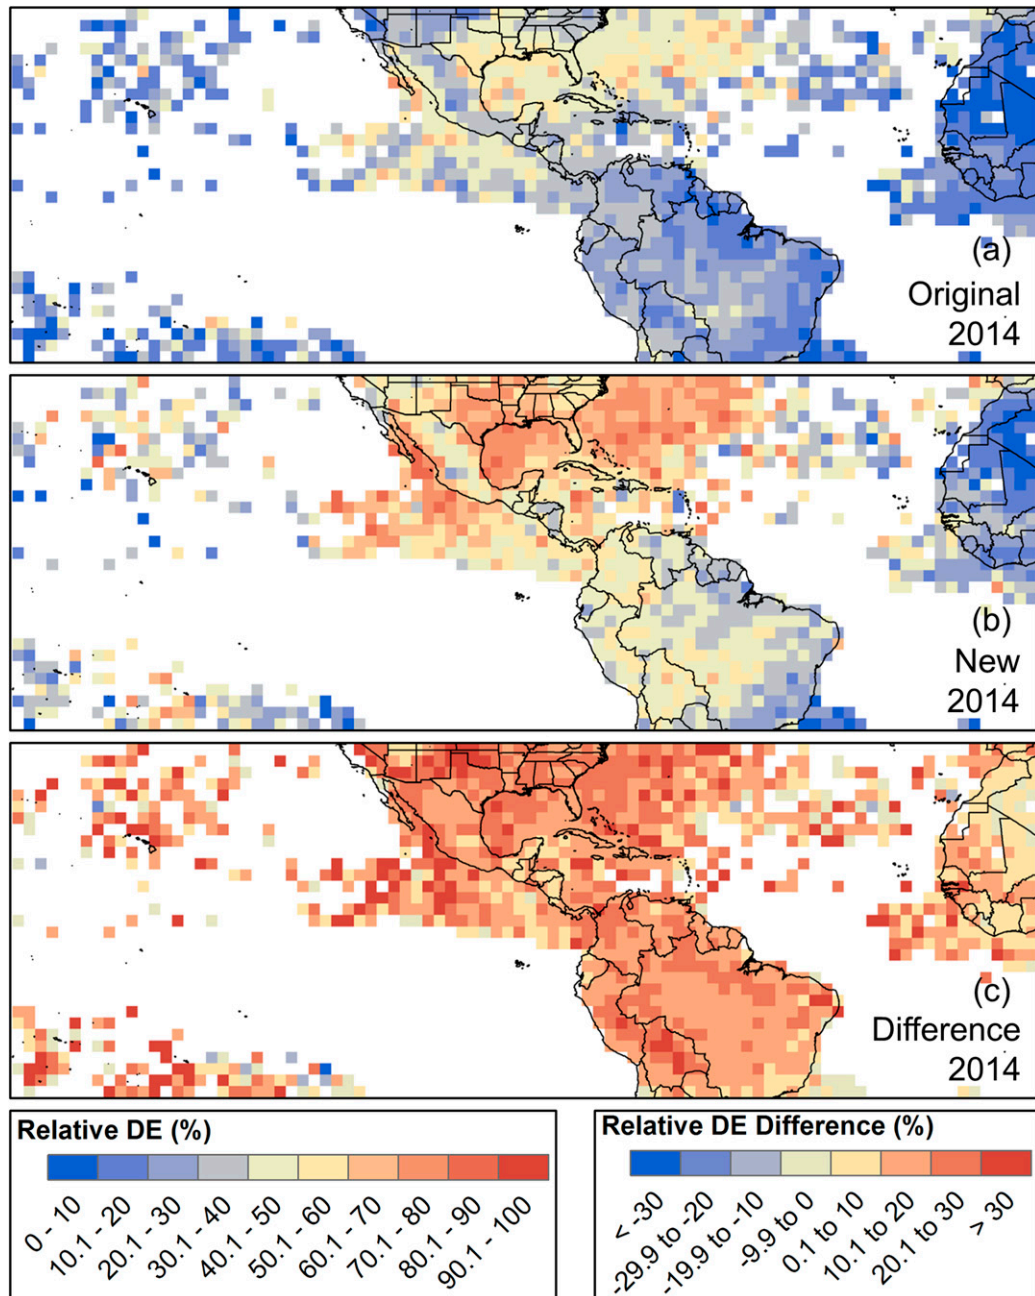 (a)
Original
2014
(b)
New
2014
(c)
Difference
2014
Relative DE (%)
0 - 10
10.1 - 20
20.1 - 30
30.1 - 40
40.1 - 50
50.1 - 60
60.1 - 70
70.1 - 80
80.1 - 90
90.1 - 100
Relative DE Difference (%)
< -30
-29.9 to -20
-19.9 to -10
-9.9 to 0
0.1 to 10
10.1 to 20
20.1 to 30
> 30